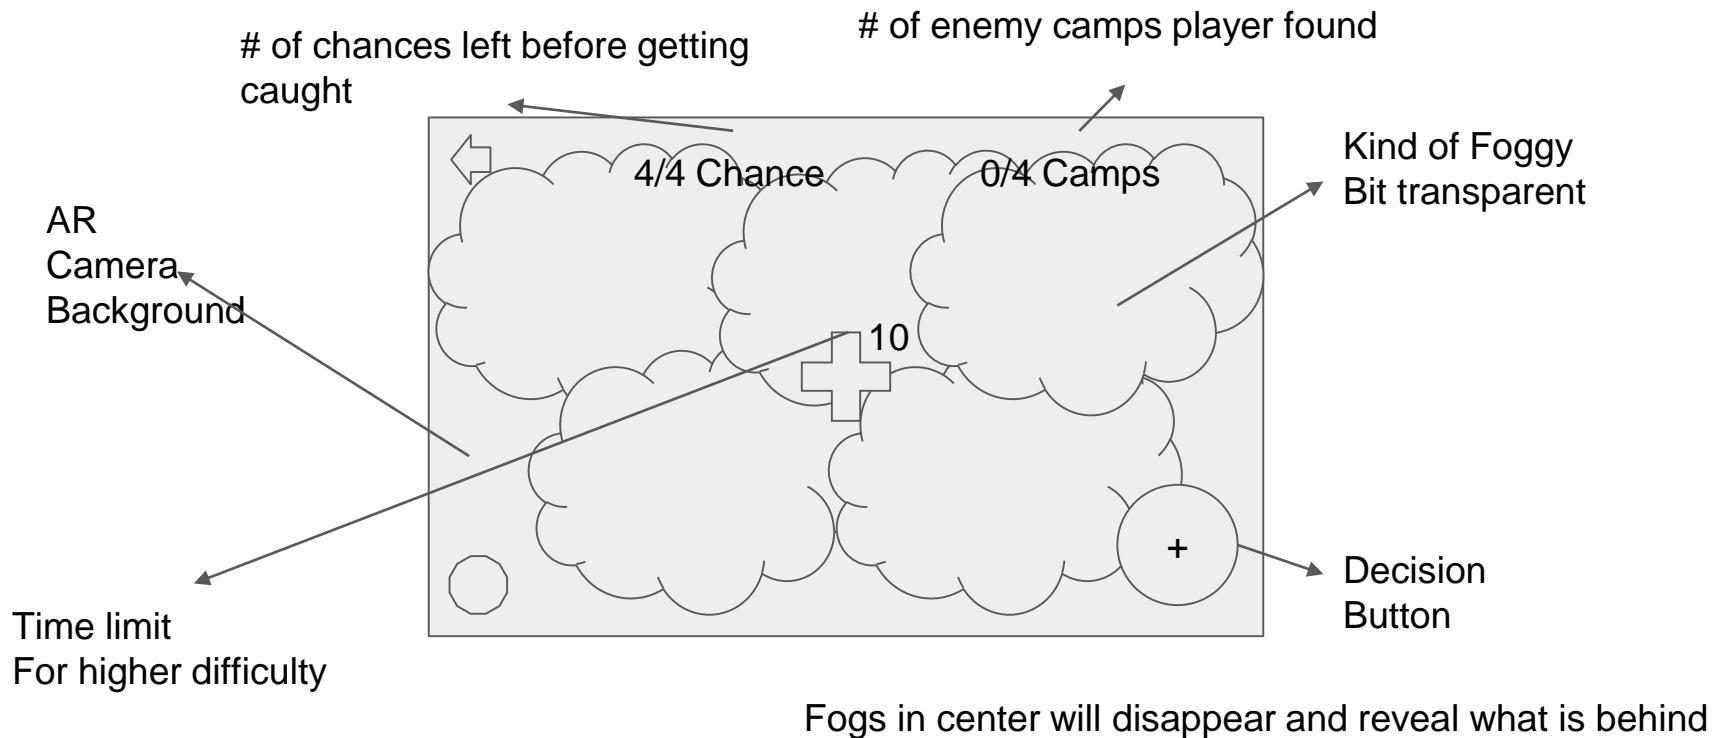 # of chances left before getting
caught
# of enemy camps player found
4/4 Chance
0/4 Camps
Kind of Foggy
Bit transparent
AR
Camera
Background
10
+
Decision
Button
Time limit
For higher difficulty
Fogs in center will disappear and reveal what is behind